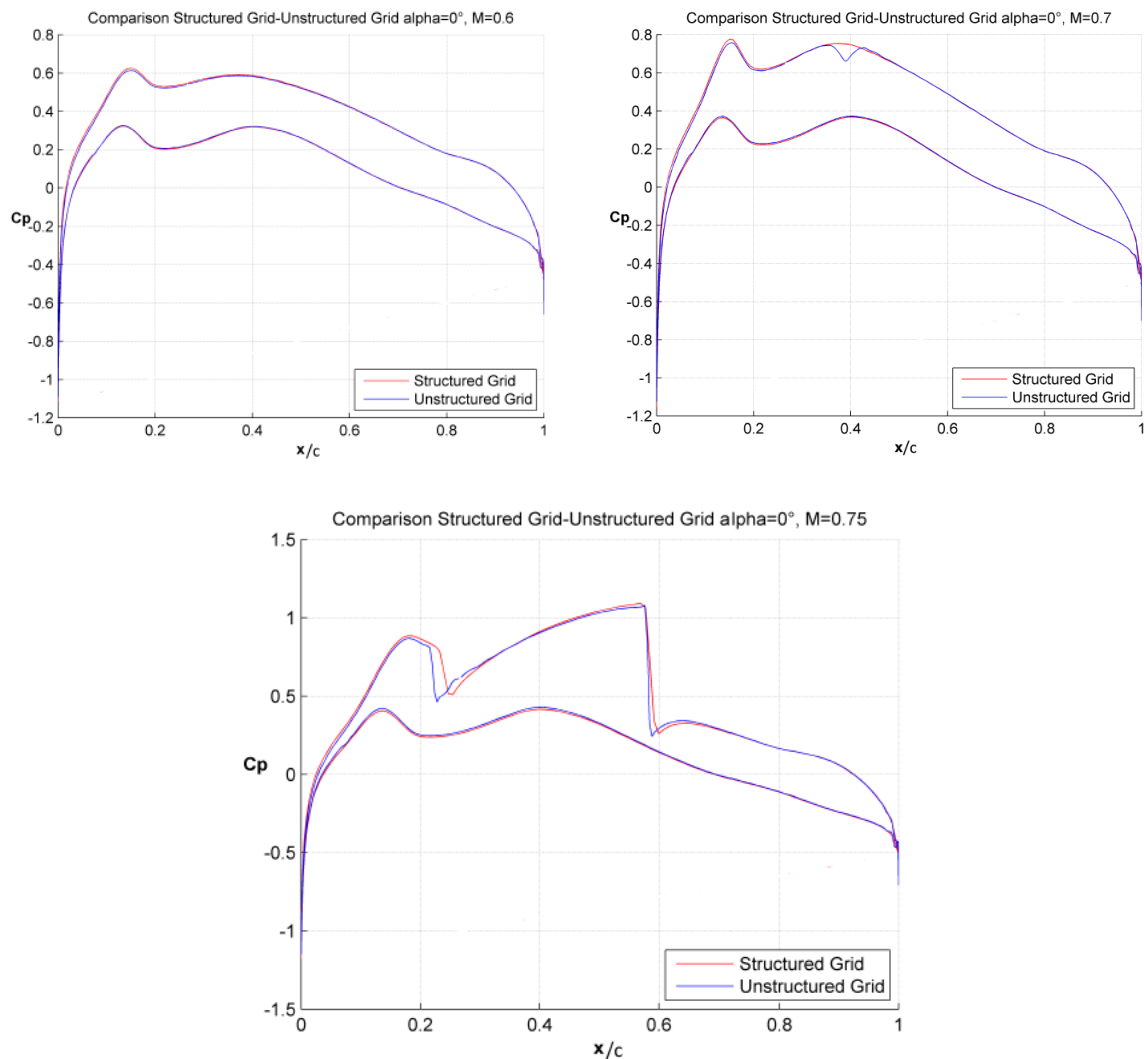 Comparison Structured Grid-Unstructured Grid alpha=0°, M=0.6
0.8
0.6
0.4
0.2
0
Cp
-0.2
-0.4
-0.6
-0.8
-1
-1.2
Structured Grid
Unstructured Grid
0 0.2 0.4 0.6 0.8 1
x/c
Comparison Structured Grid-Unstructured Grid alpha=0°, M=0.7
0.8
0.6
0.4
0.2
0
Cp
-0.2
-0.4
-0.6
-0.8
-1
-1.2
Structured Grid
Unstructured Grid
0 0.2 0.4 0.6 0.8 1
x/c
Comparison Structured Grid-Unstructured Grid alpha=0°, M=0.75
1.5
1
0.5
0
Cp
-0.5
-1
-1.5
Structured Grid
Unstructured Grid
0 0.2 0.4 0.6 0.8 1
x/c